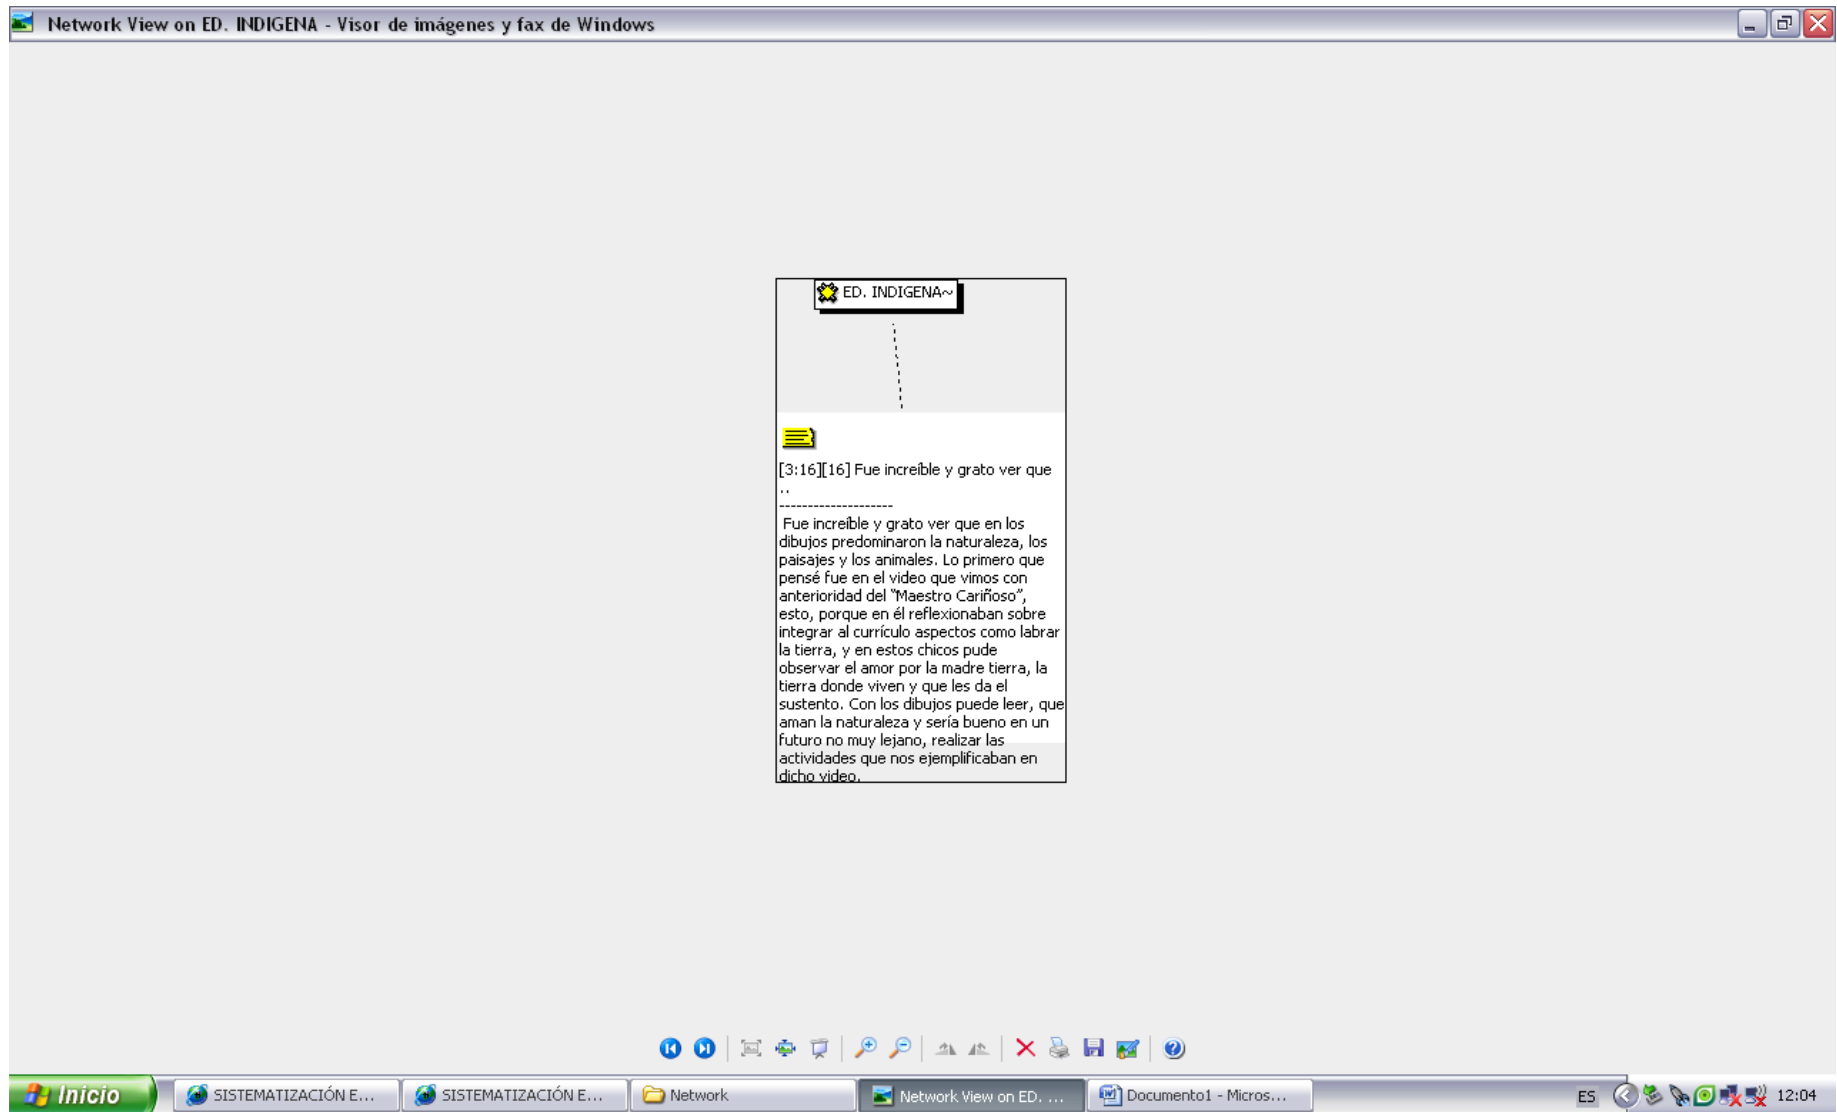 Network View on ED. INDIGENA - Visor de imágenes y fax de Windows
ED. INDIGENA~
[3:16][16] Fue increíble y grato ver que
..
--------------------
Fue increíble y grato ver que en los
dibujos predominaron la naturaleza, los
paisajes y los animales. Lo primero que
pensé fue en el video que vimos con
anterioridad del "Maestro Cariñoso",
esto, porque en él reflexionaban sobre
integrar al currículo aspectos como labrar
la tierra, y en estos chicos pude
observar el amor por la madre tierra, la
tierra donde viven y que les da el
sustento. Con los dibujos puede leer, que
aman la naturaleza y sería bueno en un
futuro no muy lejano, realizar las
actividades que nos ejemplificaban en
dicho video.
Inicio
SISTEMATIZACIÓN E...
SISTEMATIZACIÓN E...
Network
Network View on ED. ...
Documento1 - Micros...
ES
12:04